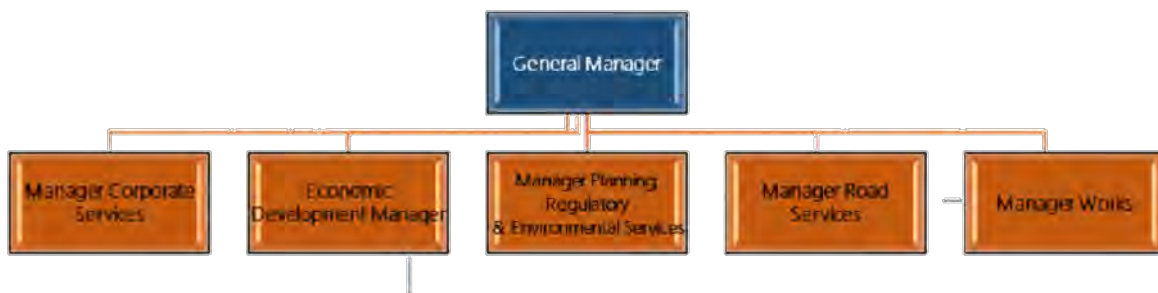 General Manager
Manager Corporate
Services
Economic
Development Manager
Manager Planning
Regulatory
& Environmental Services
Manager Road
Services
Manager Works